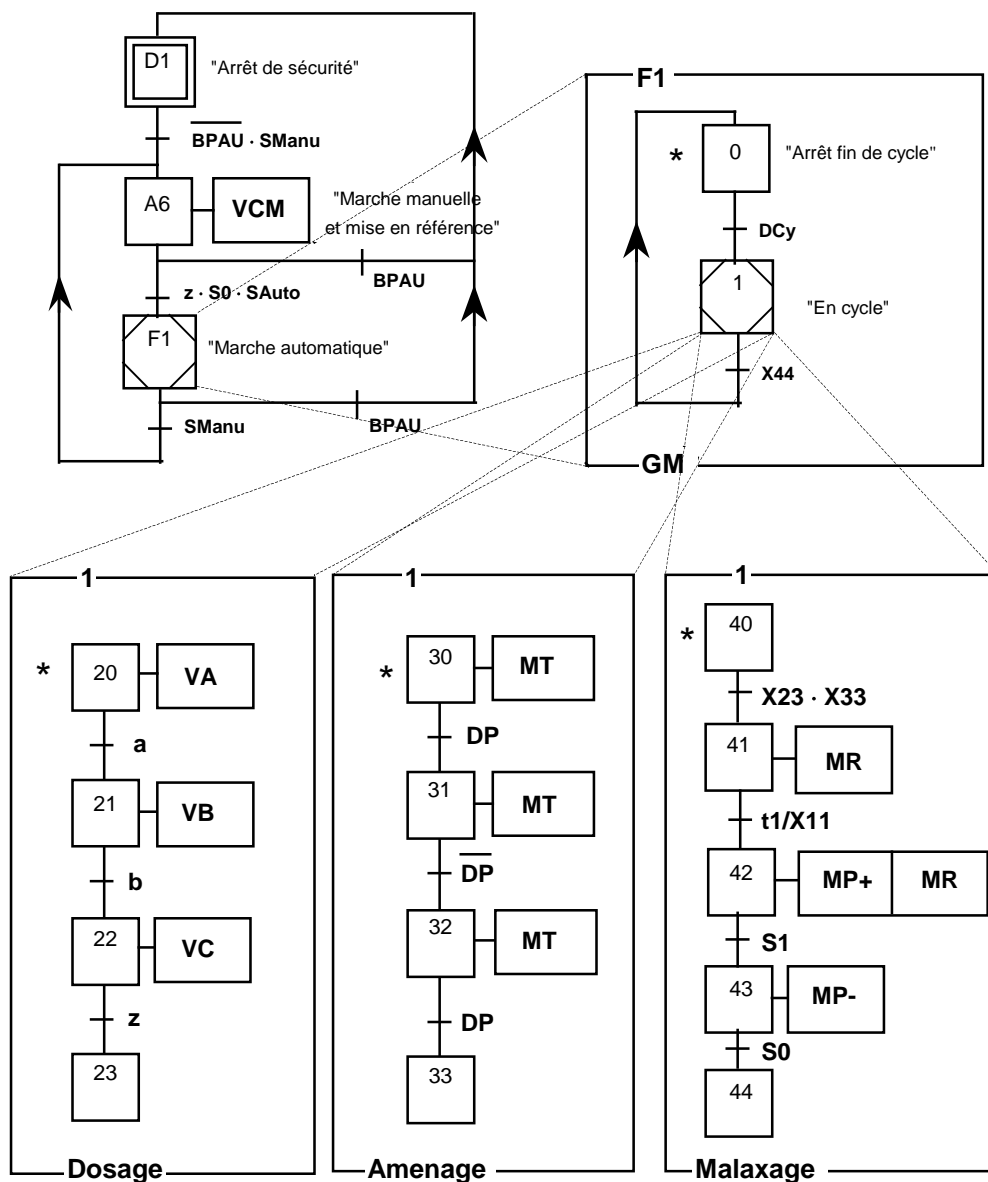 D1
"Arrêt de sécurité"
BPAU · SManu
A6
VCM
"Marche manuelle
et mise en référence"
BPAU
z · S0 · SAuto
F1
"Marche automatique"
BPAU
SManu
F1
*
0
"Arrêt fin de cycle"
DCy
1
"En cycle"
X44
GM
1
*
20
VA
a
21
VB
b
22
VC
z
23
Dosage
1
*
30
MT
DP
31
MT
DP
32
MT
DP
33
Amenage
1
*
40
X23 · X33
41
MR
t1/X11
42
MP+
MR
S1
43
MP-
S0
44
Malaxage